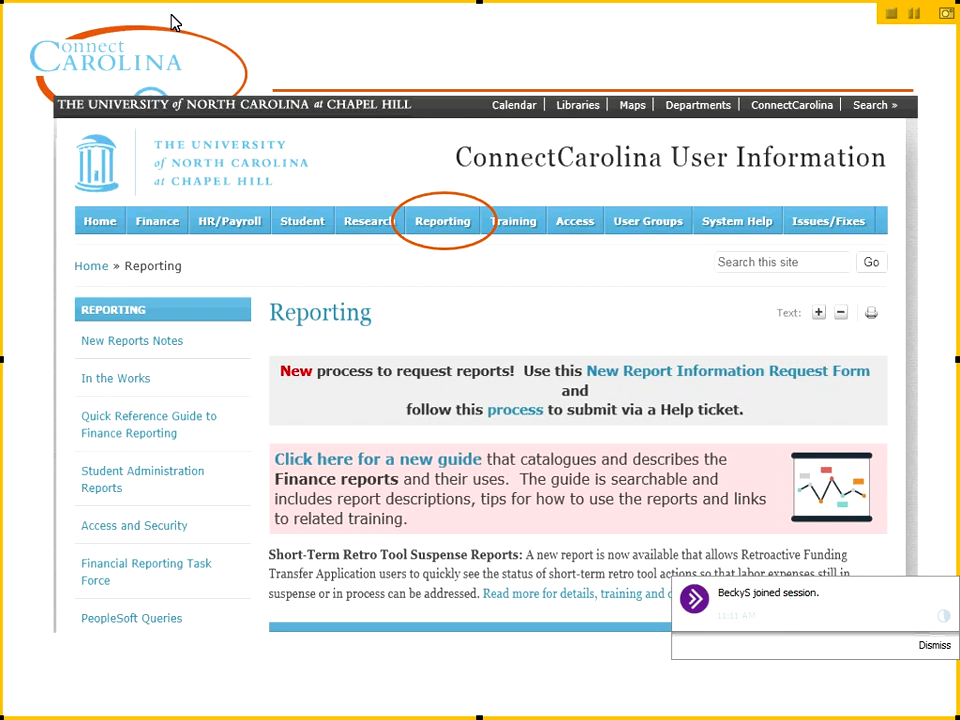 Connect
CAROLINA
THE UNIVERSITY of NORTH CAROLINA at CHAPEL HILL
Calendar Libraries Maps Departments ConnectCarolina Search »
THE UNIVERSITY
of NORTH CAROLINA
at CHAPEL HILL
ConnectCarolina User Information
Home Finance HR/Payroll Student Research Reporting Training Access User Groups System Help Issues/Fixes
Home » Reporting
Search this site Go
REPORTING
New Reports Notes
In the Works
Quick Reference Guide to
Finance Reporting
Student Administration
Reports
Access and Security
Financial Reporting Task
Force
PeopleSoft Queries
Reporting
Text: + −
New process to request reports! Use this New Report Information Request Form
and
follow this process to submit via a Help ticket.
Click here for a new guide that catalogues and describes the
Finance reports and their uses. The guide is searchable and
includes report descriptions, tips for how to use the reports and links
to related training.
Short-Term Retro Tool Suspense Reports: A new report is now available that allows Retroactive Funding
Transfer Application users to quickly see the status of short-term retro tool actions so that labor expenses still in
suspense or in process can be addressed. Read more for details, training and
BeckyS joined session.
11:11 AM
Dismiss